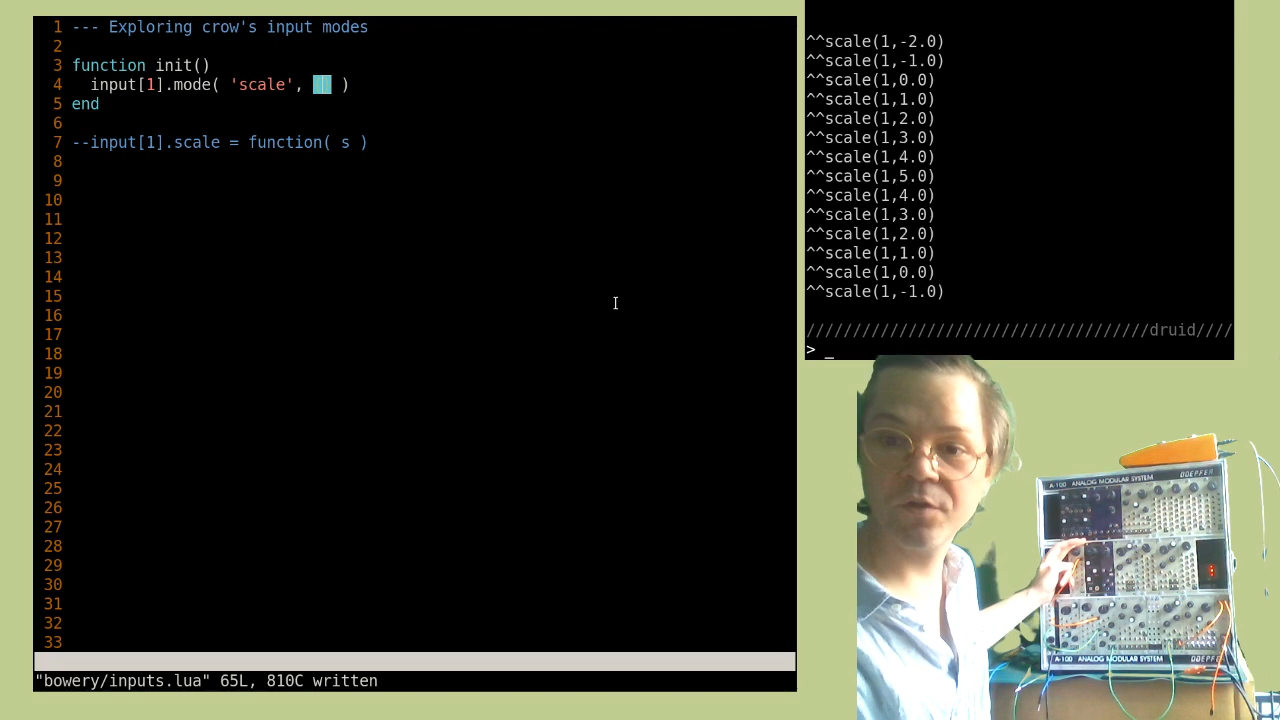 1 --- Exploring crow's input modes
2
3 function init()
4   input[1].mode( 'scale', {} )
5 end
6
7 --input[1].scale = function( s )
8
9
10
11
12
13
14
15
16
17
18
19
20
21
22
23
24
25
26
27
28
29
30
31
32
33
"bowery/inputs.lua" 65L, 810C written
^^scale(1,-2.0)
^^scale(1,-1.0)
^^scale(1,0.0)
^^scale(1,1.0)
^^scale(1,2.0)
^^scale(1,3.0)
^^scale(1,4.0)
^^scale(1,5.0)
^^scale(1,4.0)
^^scale(1,3.0)
^^scale(1,2.0)
^^scale(1,1.0)
^^scale(1,0.0)
^^scale(1,-1.0)
/////////////////////////////////////druid////
> _
A-100 ANALOG MODULAR SYSTEM DOEPFER
A-100 ANALOG MODULAR SYSTEM DOEPFER